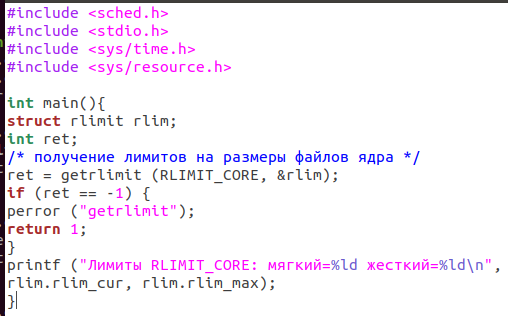 #include <sched.h>
#include <stdio.h>
#include <sys/time.h>
#include <sys/resource.h>
int main(){
struct rlimit rlim;
int ret;
/* получение лимитов на размеры файлов ядра */
ret = getrlimit (RLIMIT_CORE, &rlim);
if (ret == -1) {
perror ("getrlimit");
return 1;
}
printf ("Лимиты RLIMIT_CORE: мягкий=%ld жесткий=%ld\n",
rlim.rlim_cur, rlim.rlim_max);
}